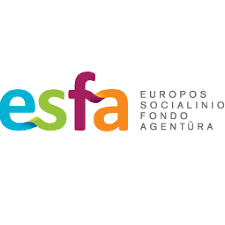 esfa
EUROPOS
SOCIALINIO
FONDO
AGENTŪRA